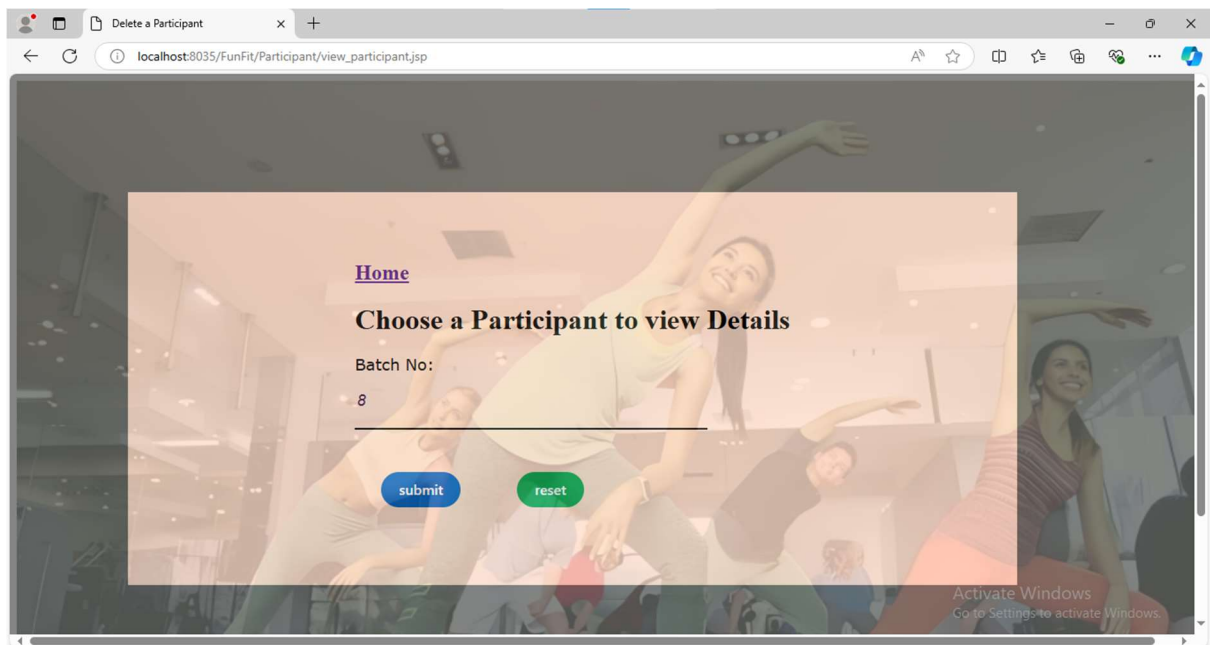 Delete a Participant
localhost:8035/FunFit/Participant/view_participant.jsp
Home
Choose a Participant to view Details
Batch No:
8
submit
reset
Activate Windows
Go to Settings to activate Windows.